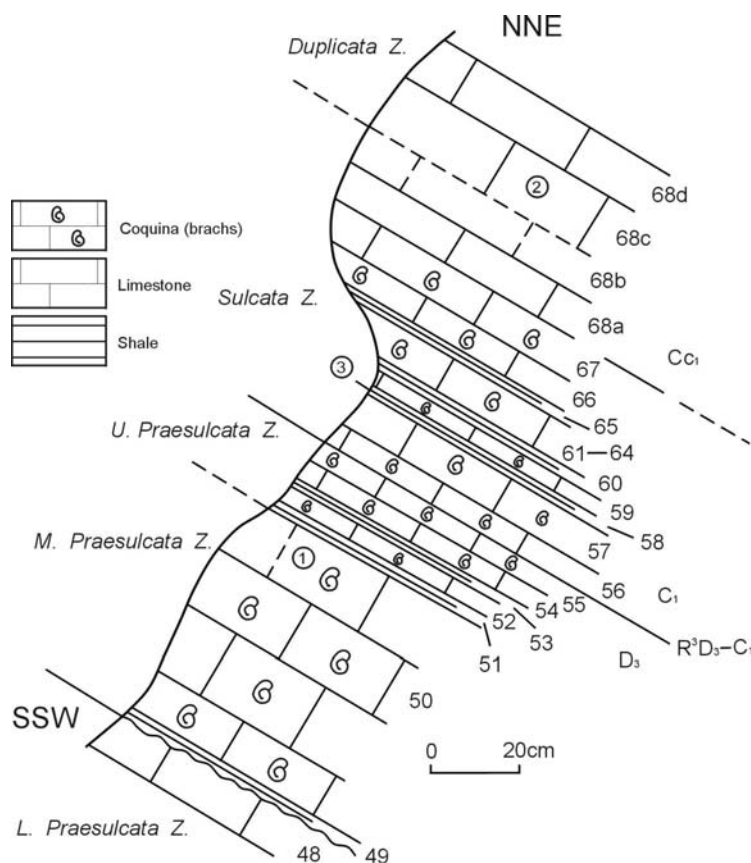 NNE
Duplicata Z.
②
68d
68c
Coquina (brachs)
68b
Limestone
Sulcata Z.
68a
Shale
67
Cc₁
③
66
65
U. Praesulcata Z.
61—64
60
59
58
57
M. Praesulcata Z.
56
①
55
C₁
54
53
52
D₃
R³D₃–C₁
51
50
SSW
0 20cm
L. Praesulcata Z.
48
49